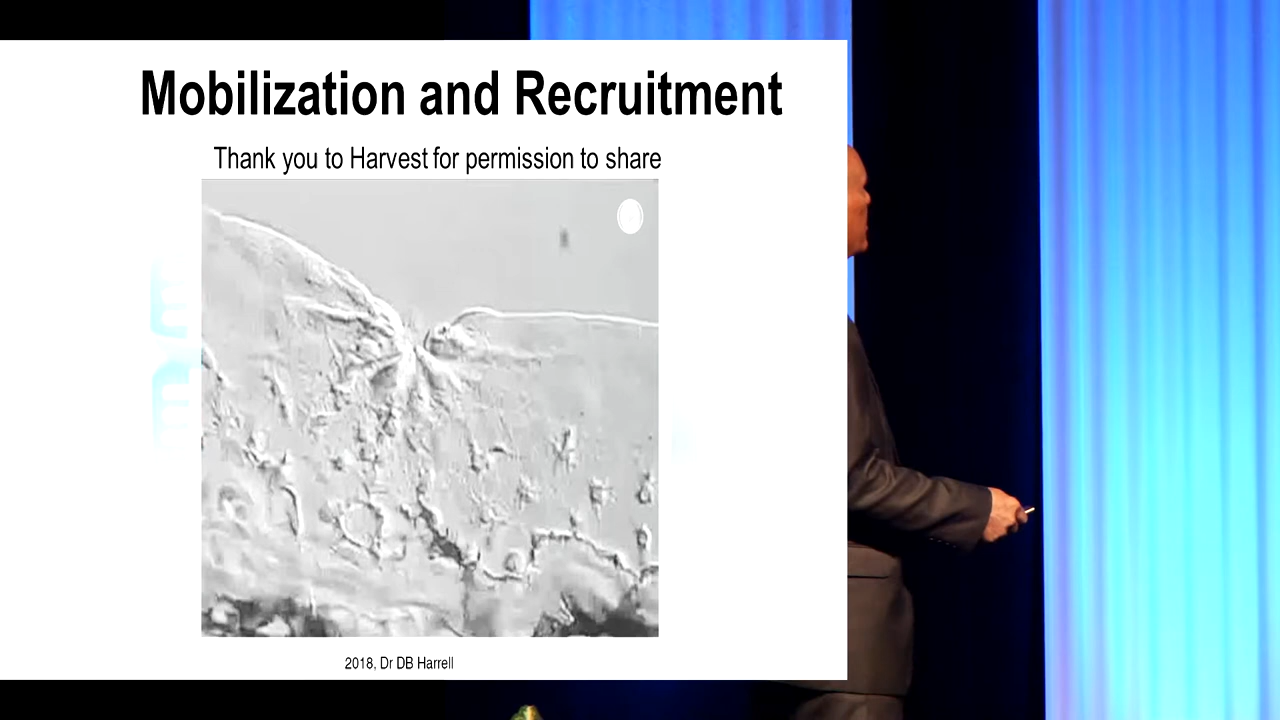 Mobilization and Recruitment
Thank you to Harvest for permission to share
2018, Dr DB Harrell